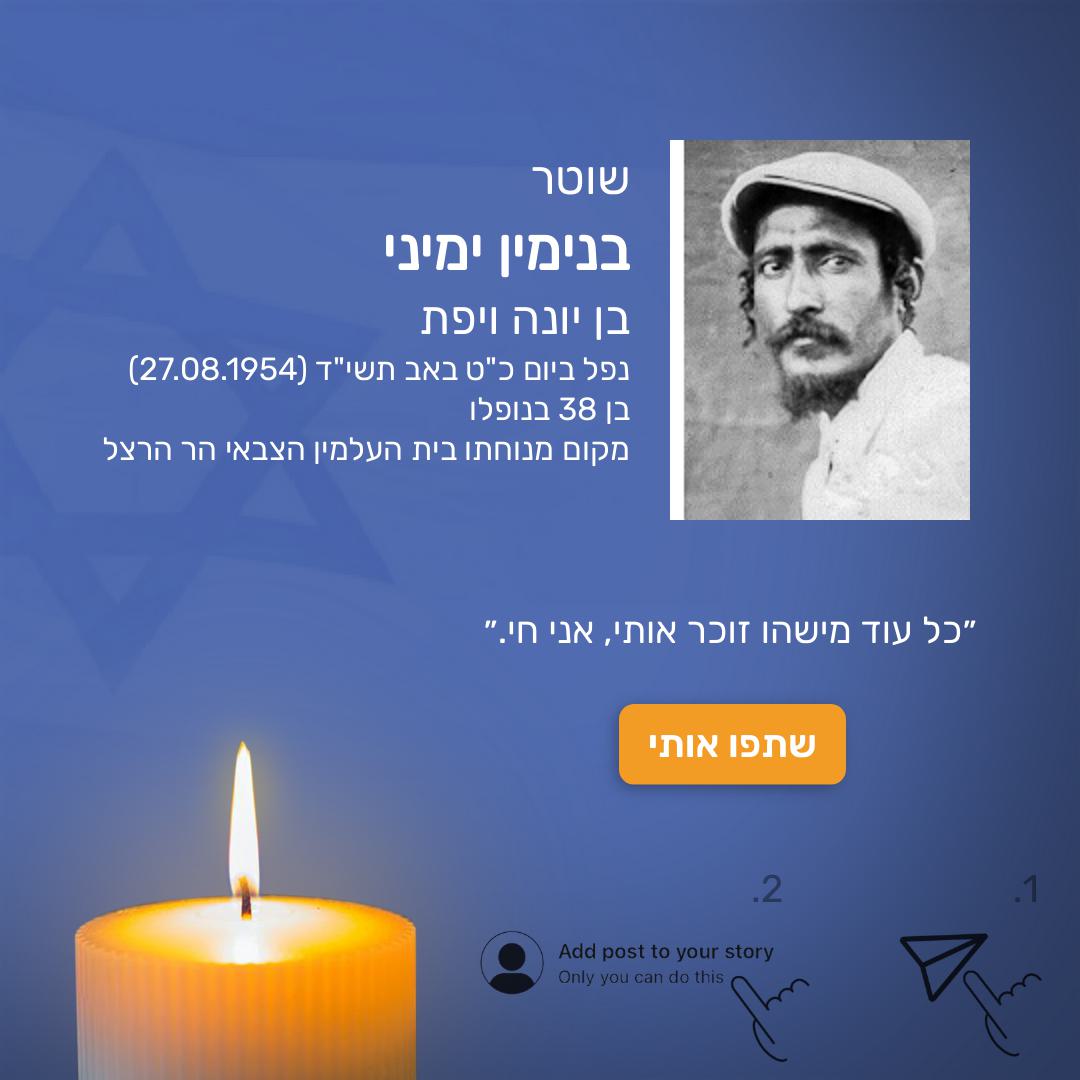 שוטר
בנימין ימיני
בן יונה ויפת
נפל ביום כ"ט באב תשי"ד (27.08.1954)
בן 38 בנופלו
מקום מנוחתו בית העלמין הצבאי הר הרצל
״כל עוד מישהו זוכר אותי, אני חי.״
שתפו אותי
.1
.2
Add post to your story
Only you can do this